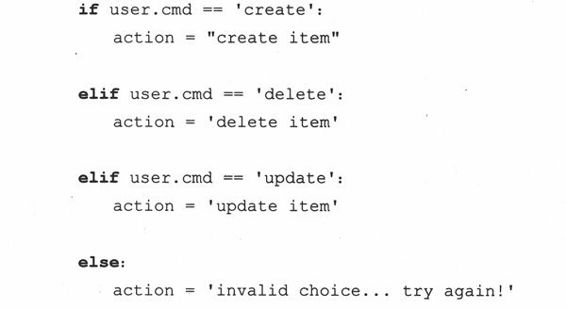 if user.cmd == 'create':
action = "create item"
elif user.cmd == 'delete':
action = 'delete item'
elif user.cmd == 'update':
action = 'update item'
else:
action = 'invalid choice... try again!'